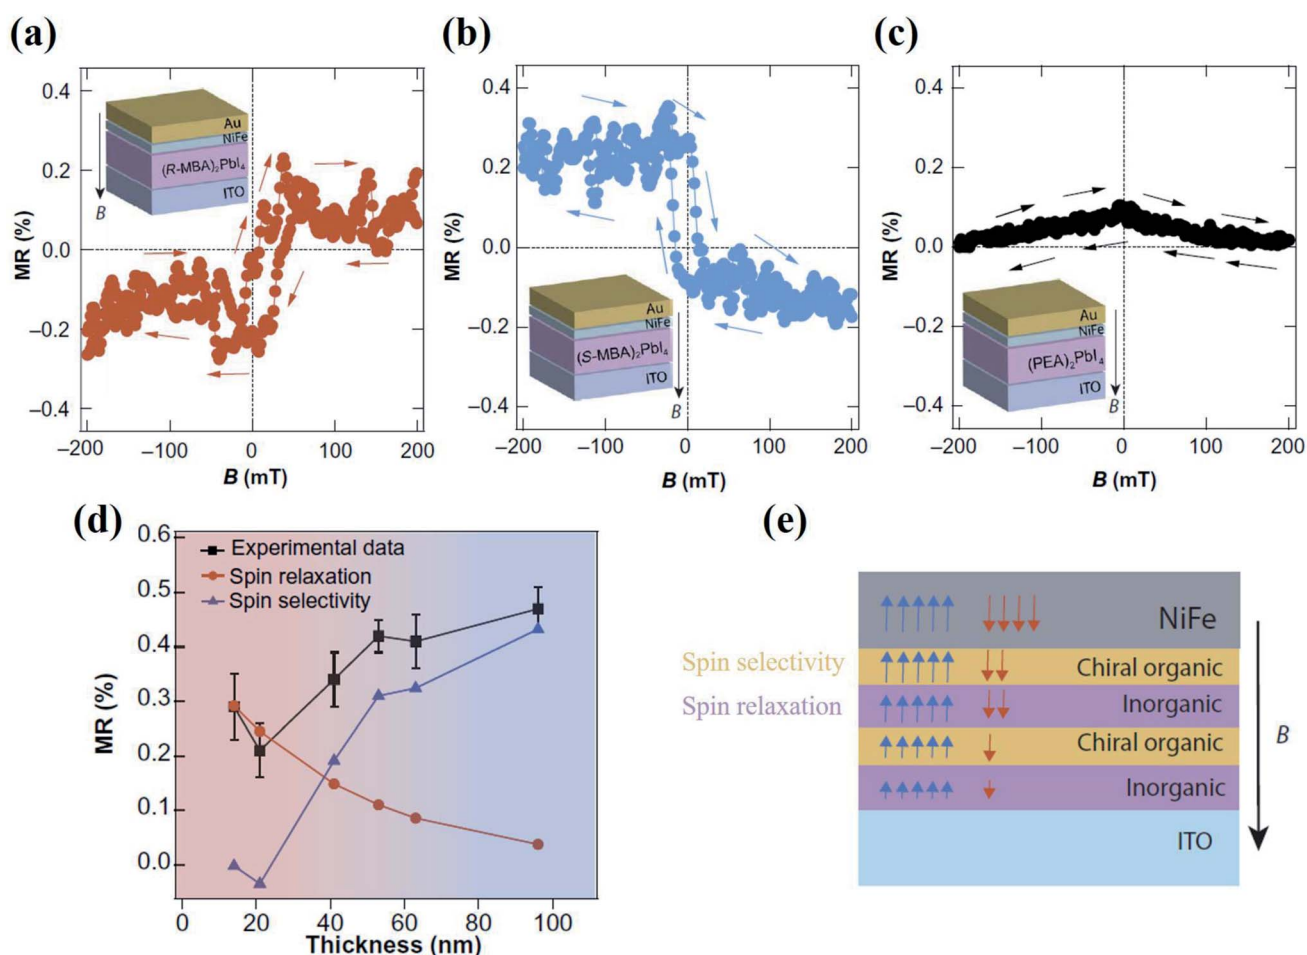 (a)
0.4
0.2
0.0
−0.2
−0.4
MR (%)
Au
NiFe
(R-MBA)₂PbI₄
ITO
B
−200
−100
0
100
200
B (mT)
(b)
0.4
0.2
0.0
−0.2
−0.4
MR (%)
Au
NiFe
(S-MBA)₂PbI₄
ITO
B
−200
−100
0
100
200
B (mT)
(c)
0.4
0.2
0.0
−0.2
−0.4
MR (%)
Au
NiFe
(PEA)₂PbI₄
ITO
B
−200
−100
0
100
200
B (mT)
(d)
0.6
0.5
0.4
0.3
0.2
0.1
0.0
MR (%)
Experimental data
Spin relaxation
Spin selectivity
0
20
40
60
80
100
Thickness (nm)
(e)
NiFe
Spin selectivity
Chiral organic
Spin relaxation
Inorganic
Chiral organic
Inorganic
ITO
B